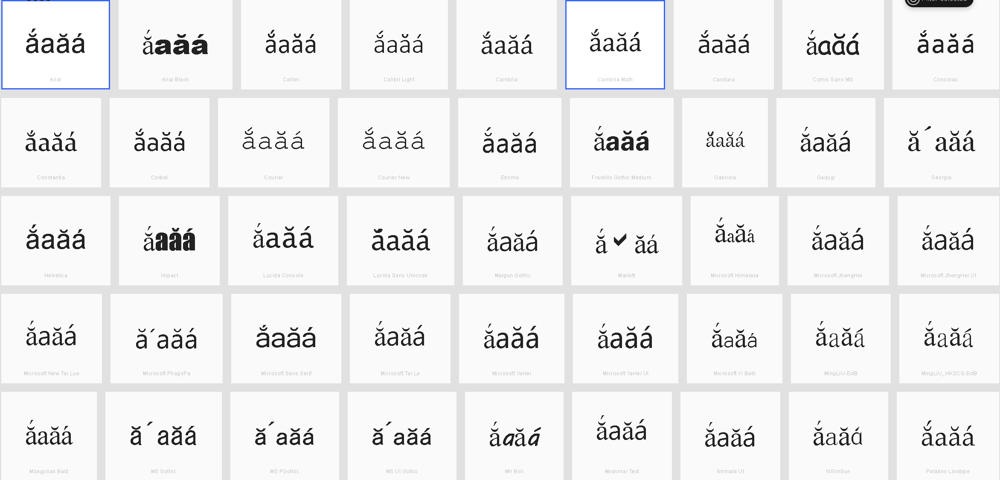 Filter selected
ắaăá ắaăá ắaăá ắaăá ắaăá ắaăá ắaăá ắaăá ắaăá
Arial Arial Black Calibri Calibri Light Cambria Cambria Math Candara Comic Sans MS Consolas
ắaăá ắaăá ắaăá ắaăá ắaăá ắaăá ắaăá ắaăá ă´aăá
Constantia Corbel Courier Courier New Ebrima Franklin Gothic Medium Gabriola Gadugi Georgia
ắaăá ắaăá ắaăá ắaăá ắaăá ắ✔ăá ắaăá ắaăá ắaăá
Helvetica Impact Lucida Console Lucida Sans Unicode Malgun Gothic Marlett Microsoft Himalaya Microsoft JhengHei Microsoft JhengHei UI
ắaăá ă´aăá ắaăá ắaăá ắaăá ắaăá ắaăá ắaăá ắaăá
Microsoft New Tai Lue Microsoft PhagsPa Microsoft Sans Serif Microsoft Tai Le Microsoft YaHei Microsoft YaHei UI Microsoft Yi Baiti MingLiU-ExtB MingLiU_HKSCS-ExtB
ắaăá ă´aăá ă´aăá ă´aăá ắaăá ắaăá ắaăá ắaăá ắaăá
Mongolian Baiti MS Gothic MS PGothic MS UI Gothic MV Boli Myanmar Text Nirmala UI NSimSun Palatino Linotype